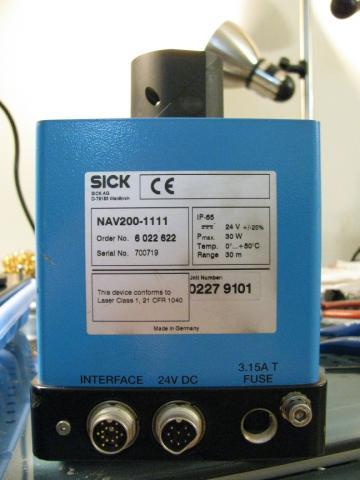 SICK
SICK AG
D-79183 Waldkirch
CE
NAV200-1111
Order No. 6 022 622
Serial No. 700719
IP-65
24 V +/-25%
Pmax. 30 W
Temp. 0°...+50°C
Range 30 m
This device conforms to
Laser Class 1, 21 CFR 1040
Unit Number:
0227 9101
Made in Germany
INTERFACE
24V DC
3.15A T
FUSE